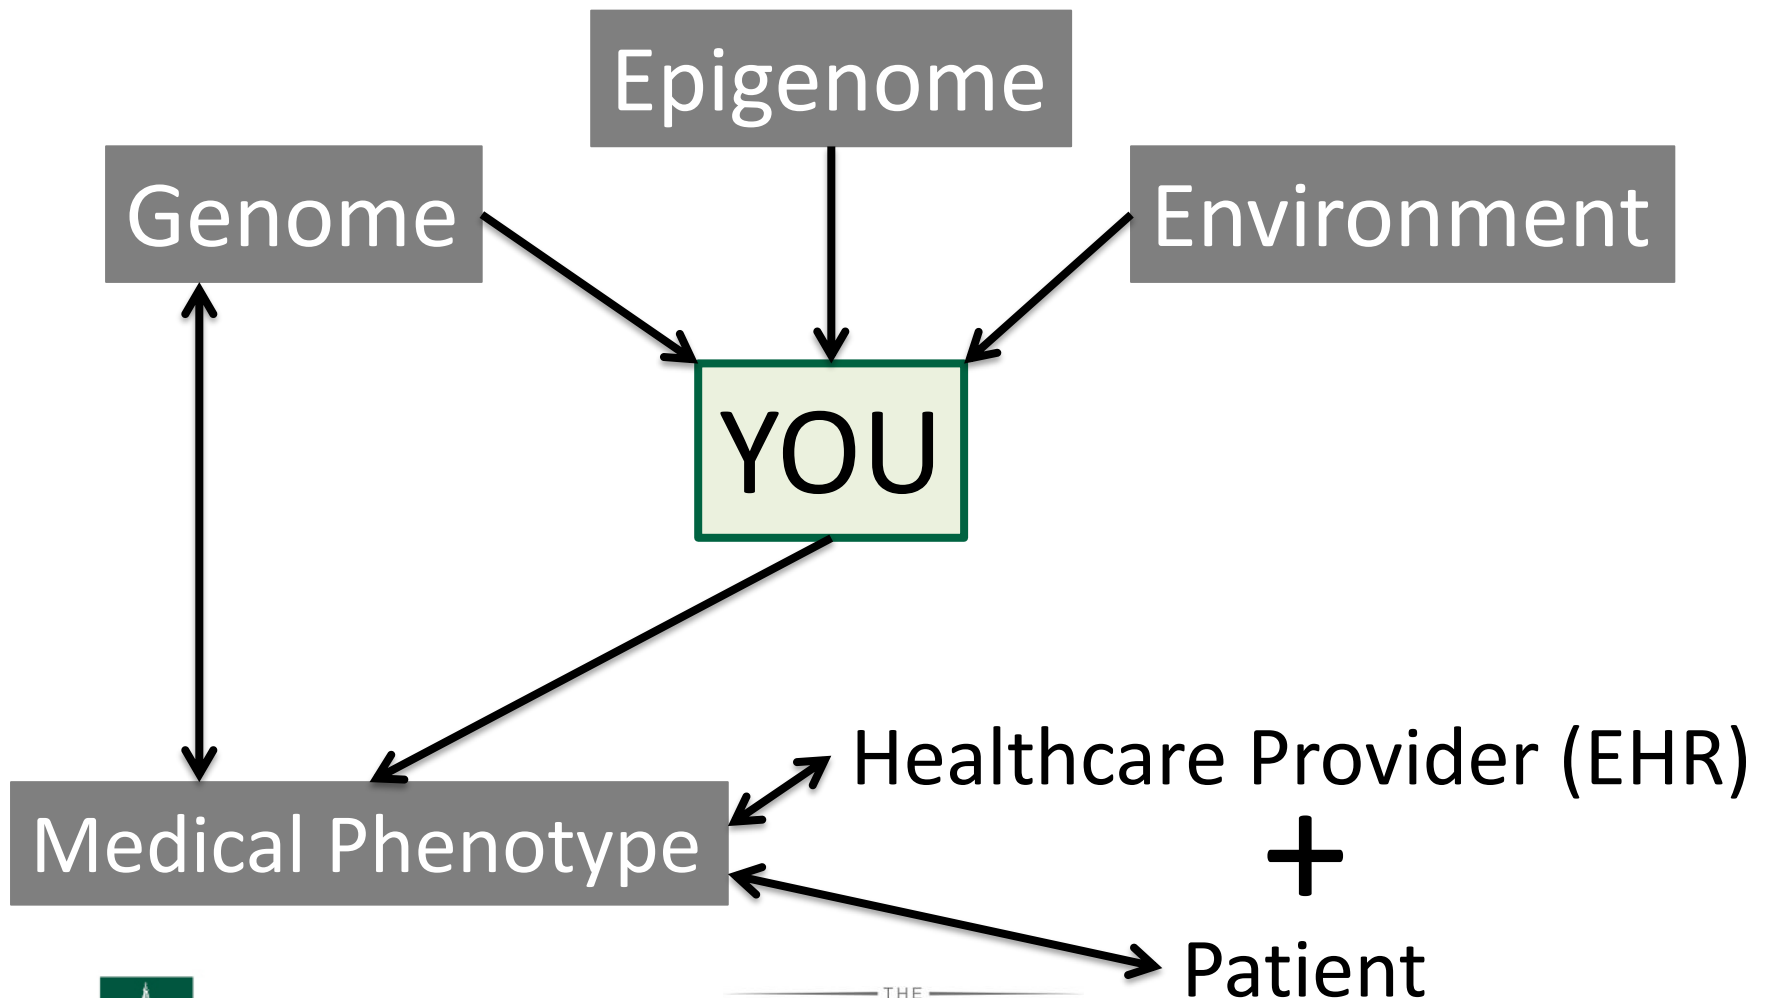 Epigenome
Genome
Environment
YOU
Healthcare Provider (EHR)
+
Medical Phenotype
Patient
THE